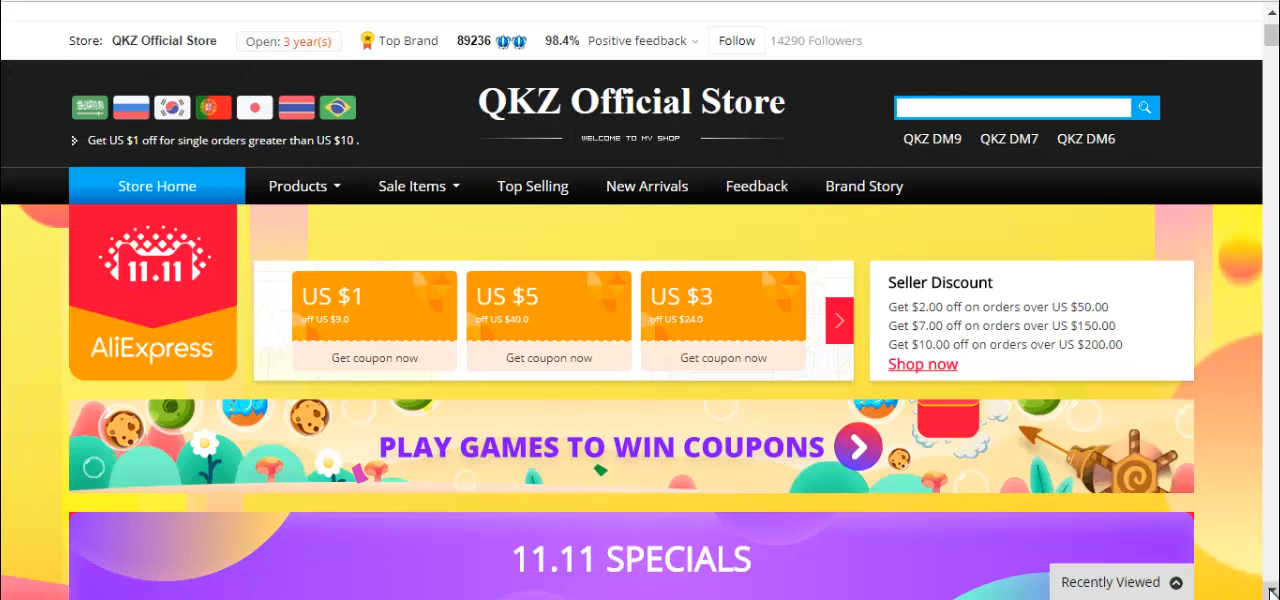 Store: QKZ Official Store Open: 3 year(s) Top Brand 89236 98.4% Positive feedback Follow 14290 Followers
QKZ Official Store
WELCOME TO MY SHOP
Get US $1 off for single orders greater than US $10 .
QKZ DM9 QKZ DM7 QKZ DM6
Store Home Products Sale Items Top Selling New Arrivals Feedback Brand Story
11.11
AliExpress
US $1
off US $9.0
Get coupon now
US $5
off US $40.0
Get coupon now
US $3
off US $24.0
Get coupon now
Seller Discount
Get $2.00 off on orders over US $50.00
Get $7.00 off on orders over US $150.00
Get $10.00 off on orders over US $200.00
Shop now
PLAY GAMES TO WIN COUPONS
11.11 SPECIALS
Recently Viewed